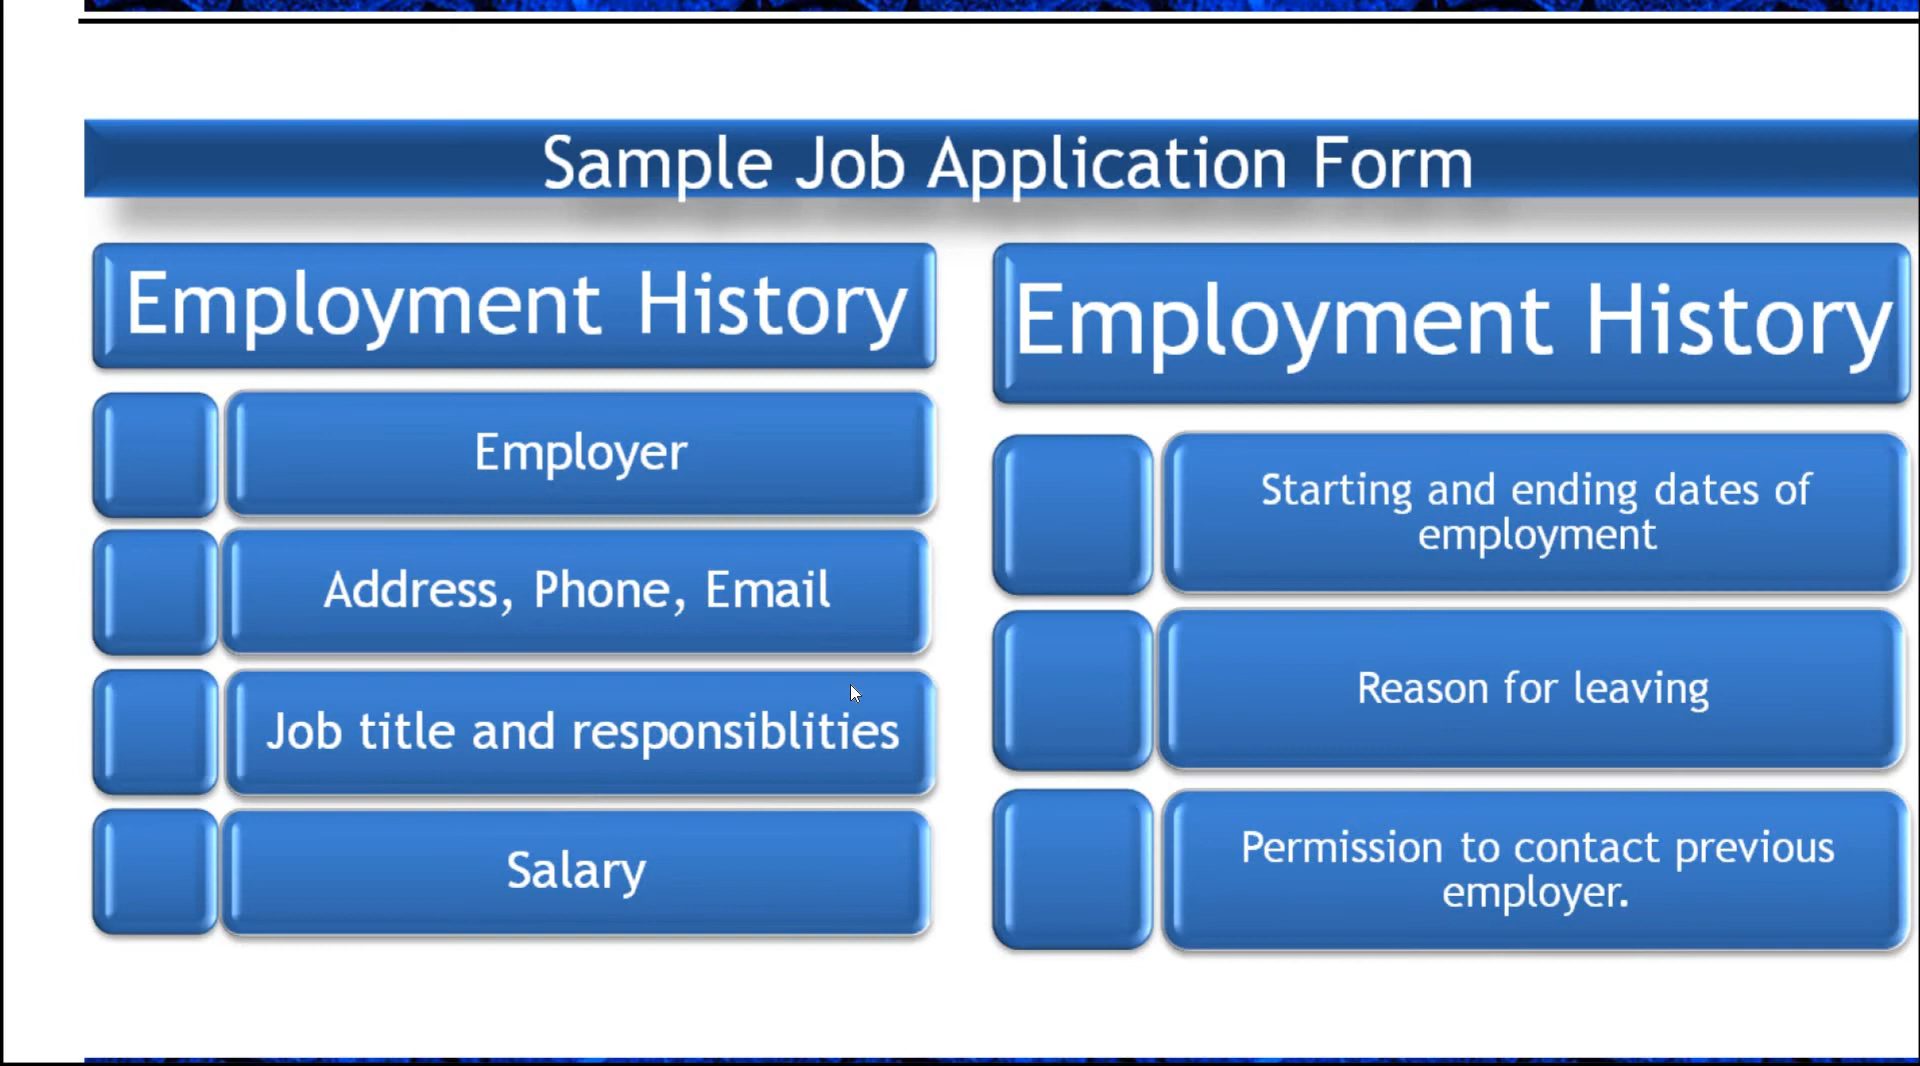 Sample Job Application Form
Employment History
Employer
Address, Phone, Email
Job title and responsiblities
Salary
Employment History
Starting and ending dates of
employment
Reason for leaving
Permission to contact previous
employer.